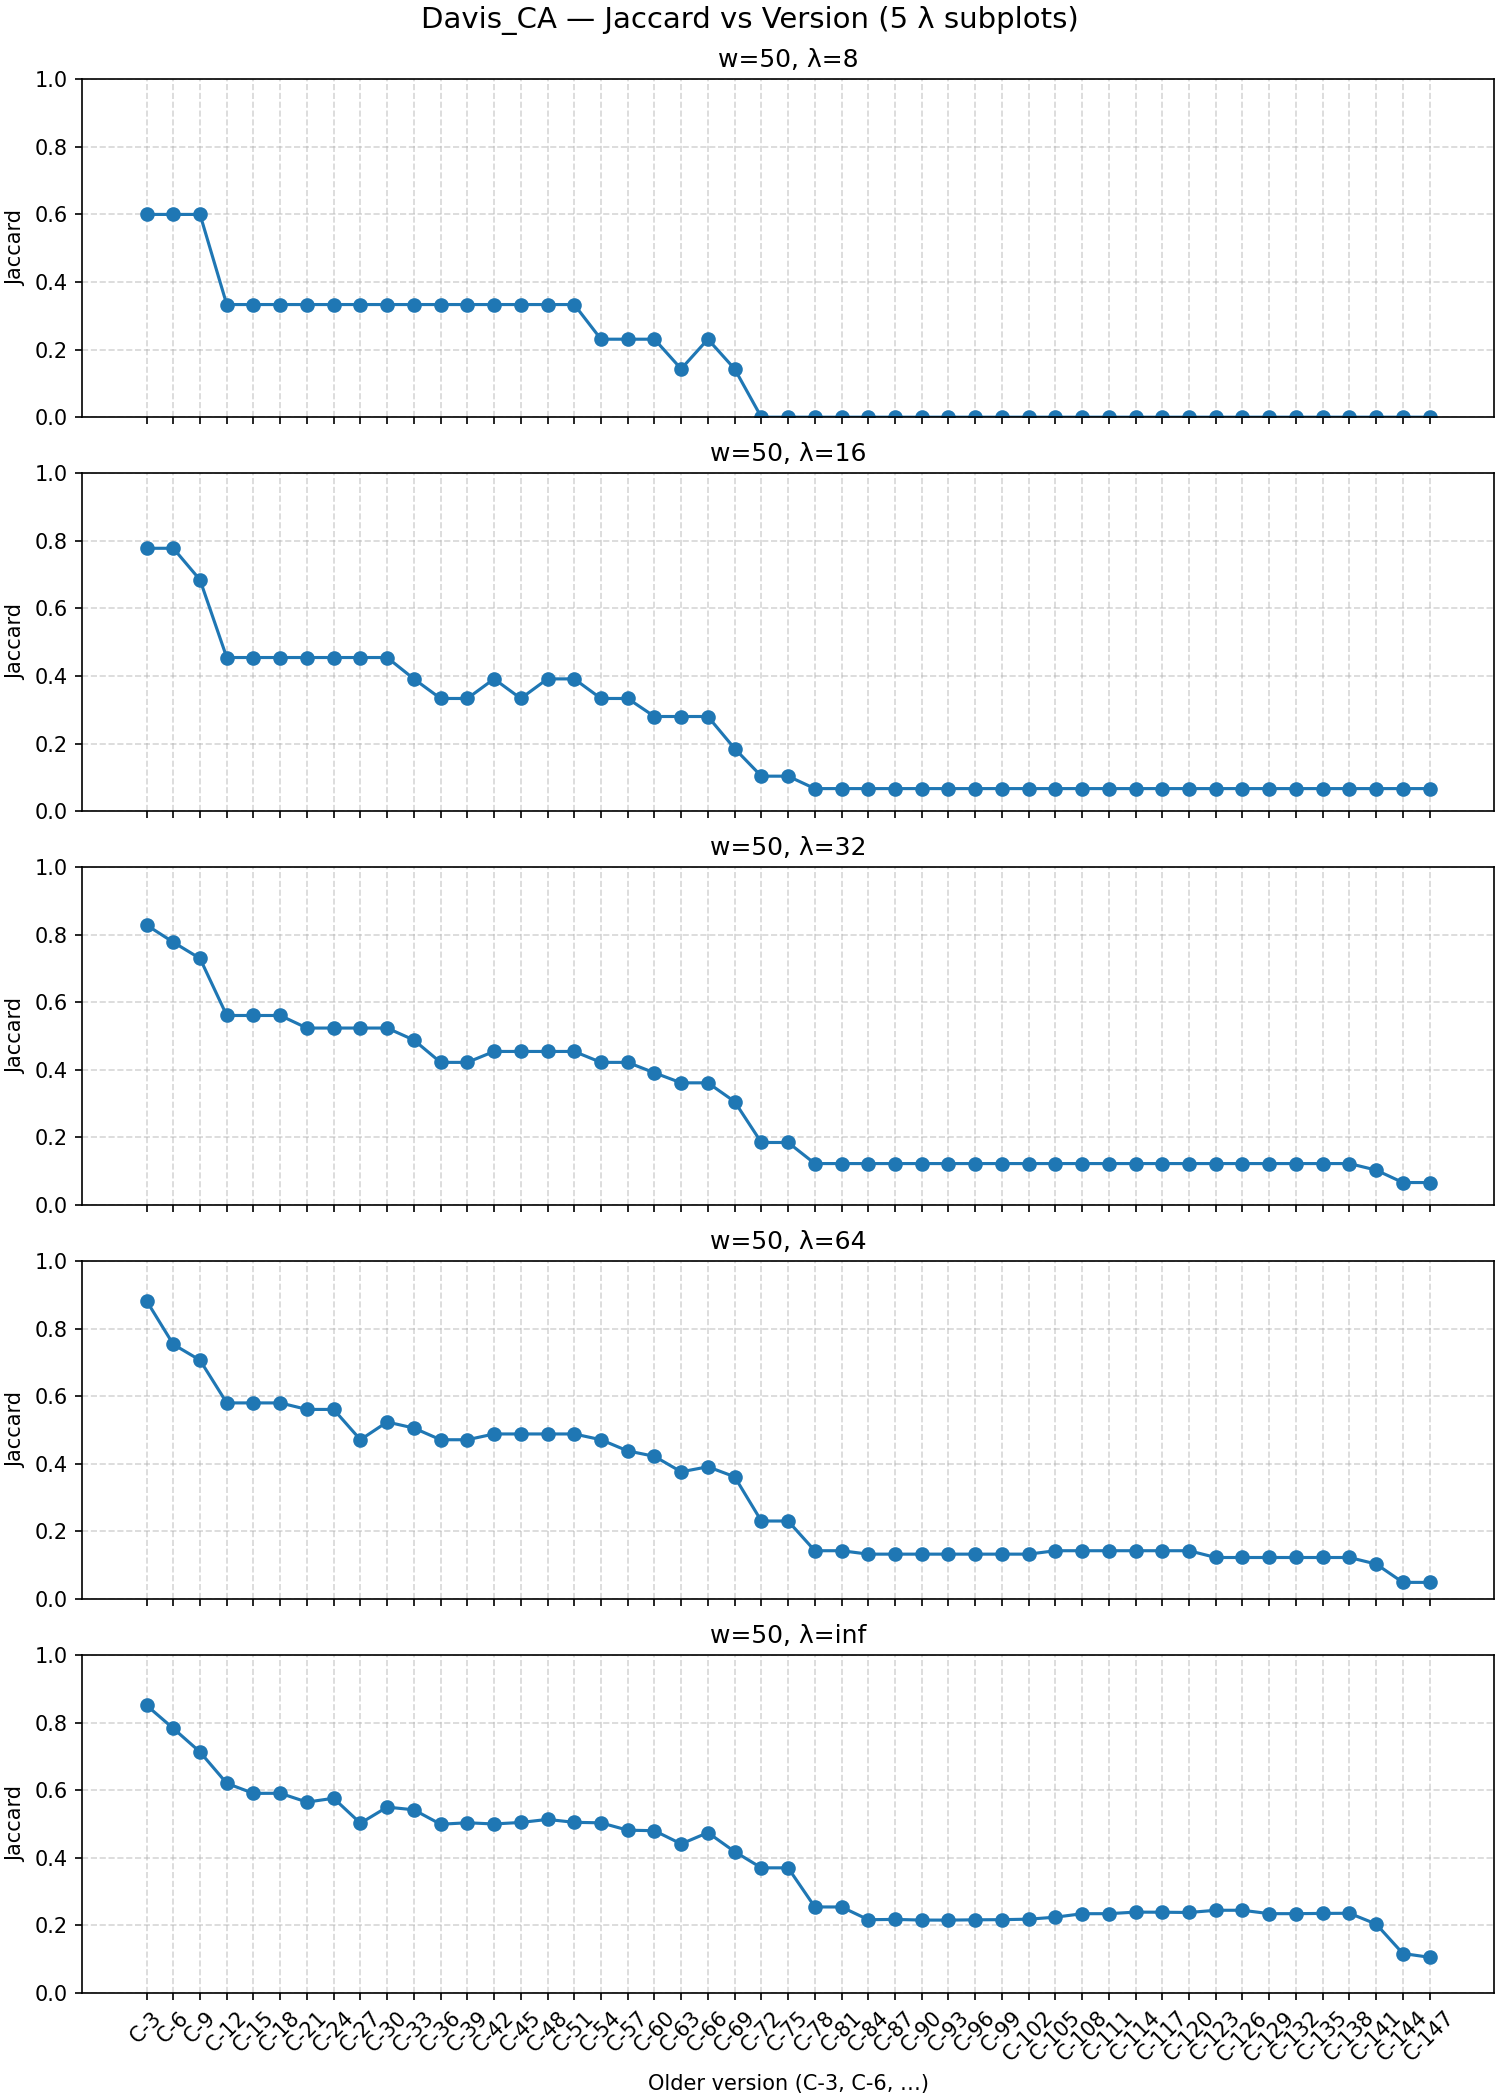 Davis_CA — Jaccard vs Version (5 λ subplots)
w=50, λ=8
1.0
0.8
0.6
0.4
0.2
0.0
Jaccard
w=50, λ=16
1.0
0.8
0.6
0.4
0.2
0.0
Jaccard
w=50, λ=32
1.0
0.8
0.6
0.4
0.2
0.0
Jaccard
w=50, λ=64
1.0
0.8
0.6
0.4
0.2
0.0
Jaccard
w=50, λ=inf
1.0
0.8
0.6
0.4
0.2
0.0
Jaccard
C-3 C-6 C-9 C-12 C-15 C-18 C-21 C-24 C-27 C-30 C-33 C-36 C-39 C-42 C-45 C-48 C-51 C-54 C-57 C-60 C-63 C-66 C-69 C-72 C-75 C-78 C-81 C-84 C-87 C-90 C-93 C-96 C-99 C-102 C-105 C-108 C-111 C-114 C-117 C-120 C-123 C-126 C-129 C-132 C-135 C-138 C-141 C-144 C-147
Older version (C-3, C-6, ...)